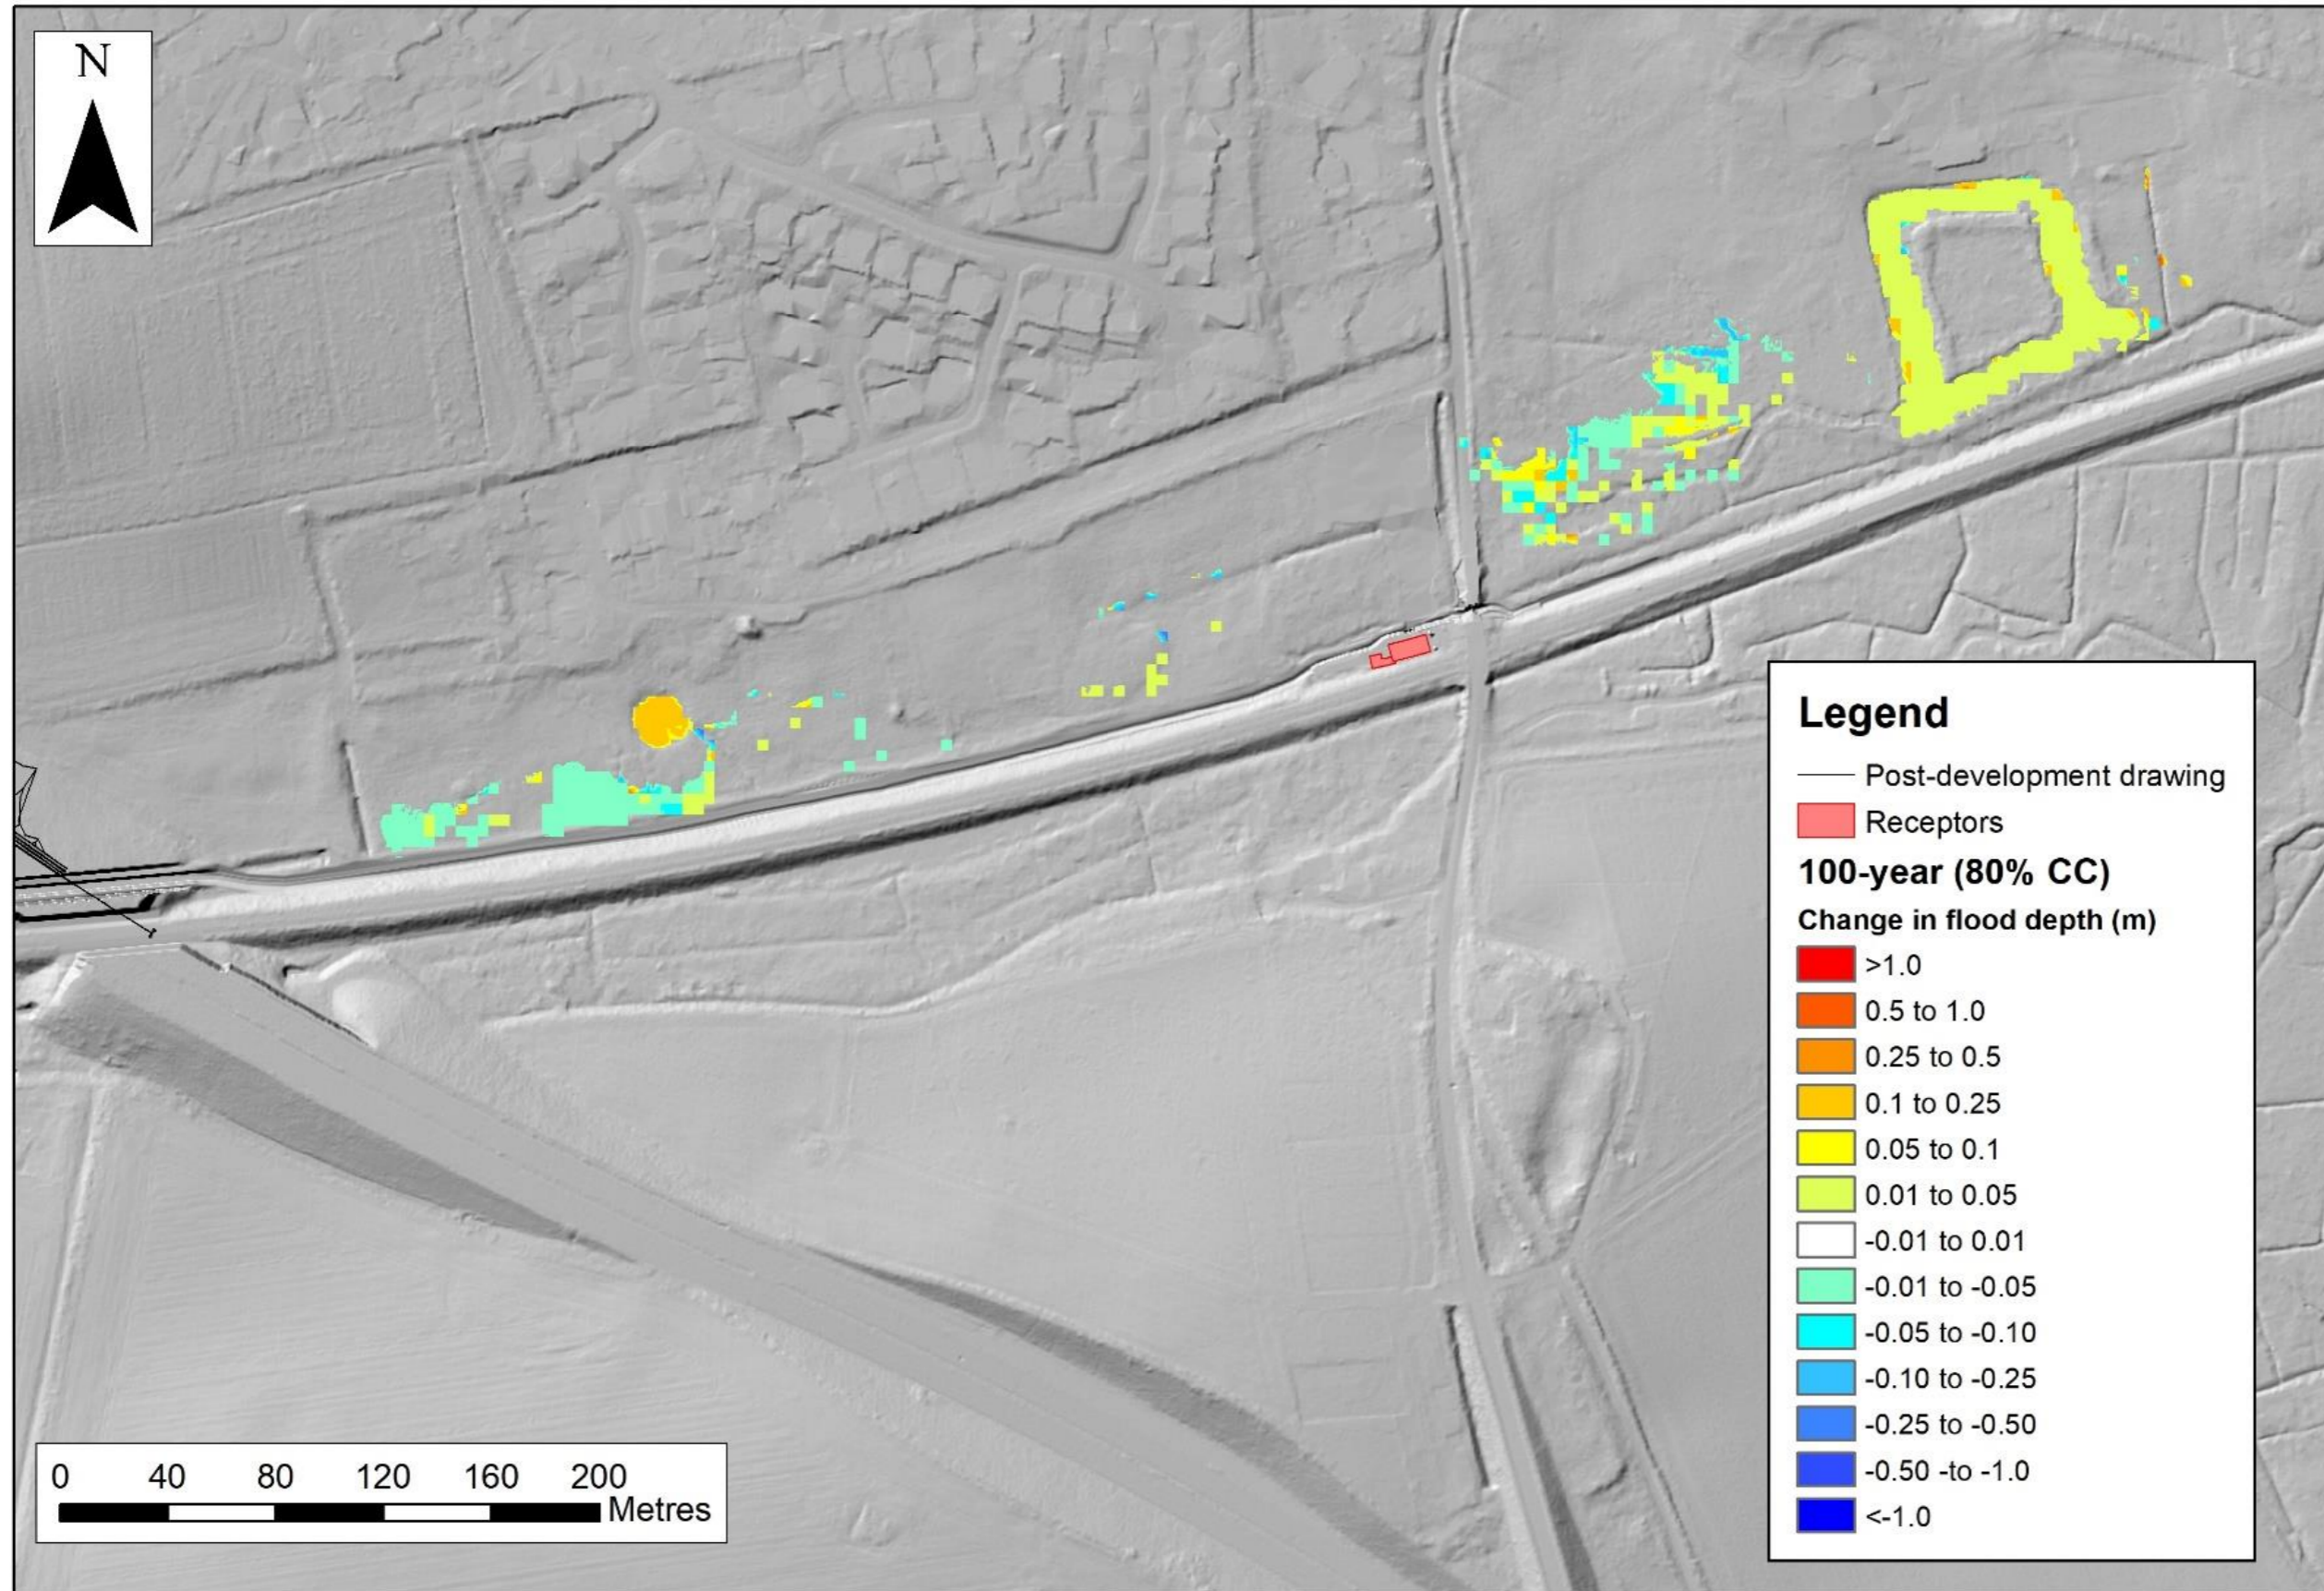 N
Legend
Post-development drawing
Receptors
100-year (80% CC)
Change in flood depth (m)
>1.0
0.5 to 1.0
0.25 to 0.5
0.1 to 0.25
0.05 to 0.1
0.01 to 0.05
-0.01 to 0.01
-0.01 to -0.05
-0.05 to -0.10
-0.10 to -0.25
-0.25 to -0.50
-0.50 -to -1.0
<-1.0
0 40 80 120 160 200
Metres